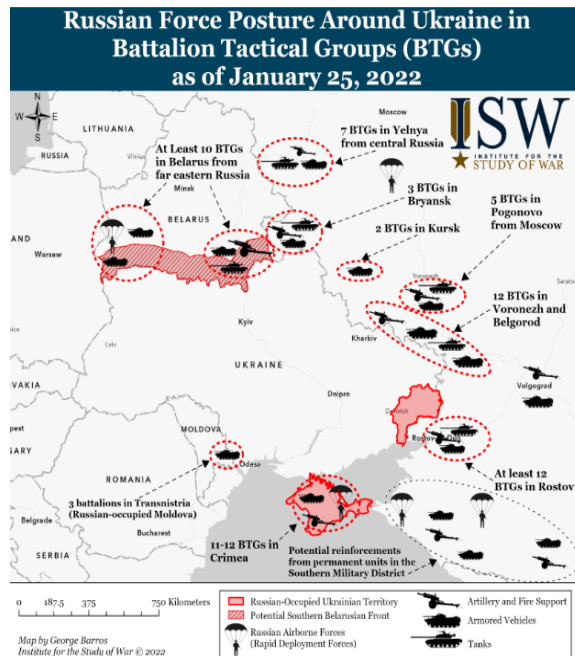 Russian Force Posture Around Ukraine in
Battalion Tactical Groups (BTGs)
as of January 25, 2022
N
W
E
S
LITHUANIA
Vilnius
RUSSIA
Moscow
ISW
INSTITUTE FOR THE
STUDY OF WAR
At Least 10 BTGs
in Belarus from
far eastern Russia
Minsk
BELARUS
7 BTGs in Yelnya
from central Russia
3 BTGs in
Bryansk
2 BTGs in Kursk
5 BTGs in
Pogonovo
from Moscow
AND
Warsaw
Voronezh
12 BTGs in
Voronezh and
Belgorod
Lviv
Kyiv
Kharkiv
UKRAINE
Dnipro
Volgograd
OVAKIA
MOLDOVA
Rostov
At least 12
BTGs in Rostov
Odesa
3 battalions in Transnistria
(Russian-occupied Moldova)
ROMANIA
Bucharest
Belgrade
SERBIA
11-12 BTGs in
Crimea
Potential reinforcements
from permanent units in the
Southern Military District
0 187.5 375 750 Kilometers
Map by George Barros
Institute for the Study of War © 2022
Russian-Occupied Ukrainian Territory
Potential Southern Belarusian Front
Russian Airborne Forces
(Rapid Deployment Forces)
Artillery and Fire Support
Armored Vehicles
Tanks